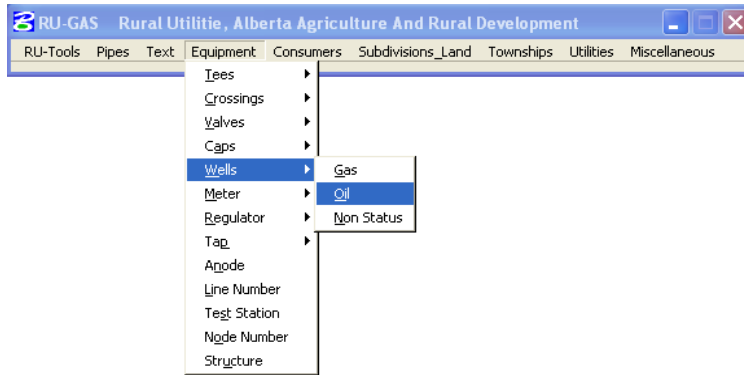 RU-GAS Rural Utilitie, Alberta Agriculture And Rural Development
RU-Tools Pipes Text Equipment Consumers Subdivisions_Land Townships Utilities Miscellaneous
Tees
Crossings
Valves
Caps
Wells
Gas
Oil
Non Status
Meter
Regulator
Tap
Anode
Line Number
Test Station
Node Number
Structure